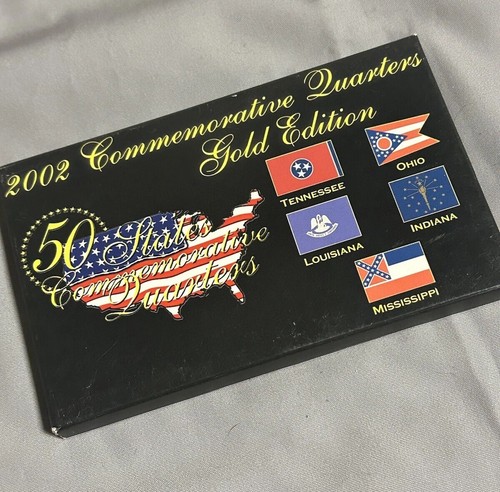 2002 Commemorative Quarters
Gold Edition
50 States
Commemorative
Quarters
TENNESSEE
OHIO
LOUISIANA
INDIANA
MISSISSIPPI